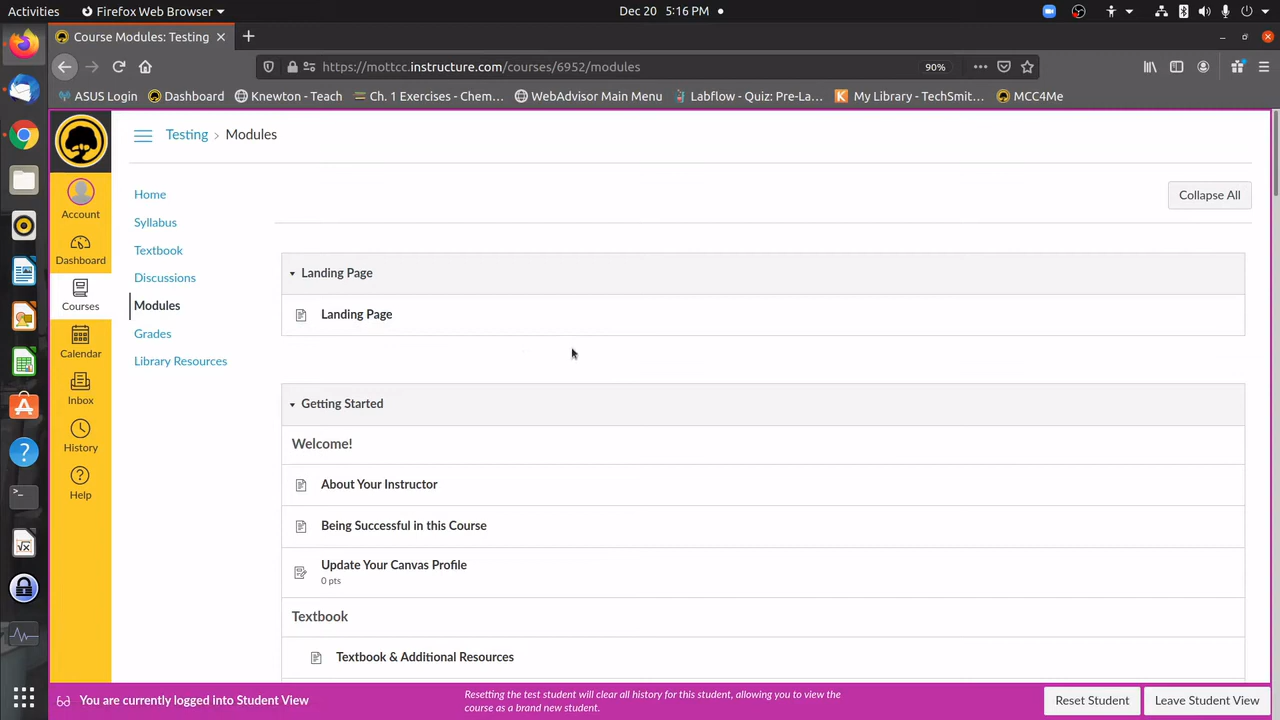 Activities Firefox Web Browser Dec 20 5:16 PM
Course Modules: Testing
https://mottcc.instructure.com/courses/6952/modules 90%
ASUS Login Dashboard Knewton - Teach Ch. 1 Exercises - Chem… WebAdvisor Main Menu Labflow - Quiz: Pre-La… My Library - TechSmit… MCC4Me
Testing > Modules
Account
Dashboard
Courses
Calendar
Inbox
History
Help
Home
Syllabus
Textbook
Discussions
Modules
Grades
Library Resources
Collapse All
Landing Page
Landing Page
Getting Started
Welcome!
About Your Instructor
Being Successful in this Course
Update Your Canvas Profile
0 pts
Textbook
Textbook & Additional Resources
You are currently logged into Student View
Resetting the test student will clear all history for this student, allowing you to view the
course as a brand new student.
Reset Student
Leave Student View